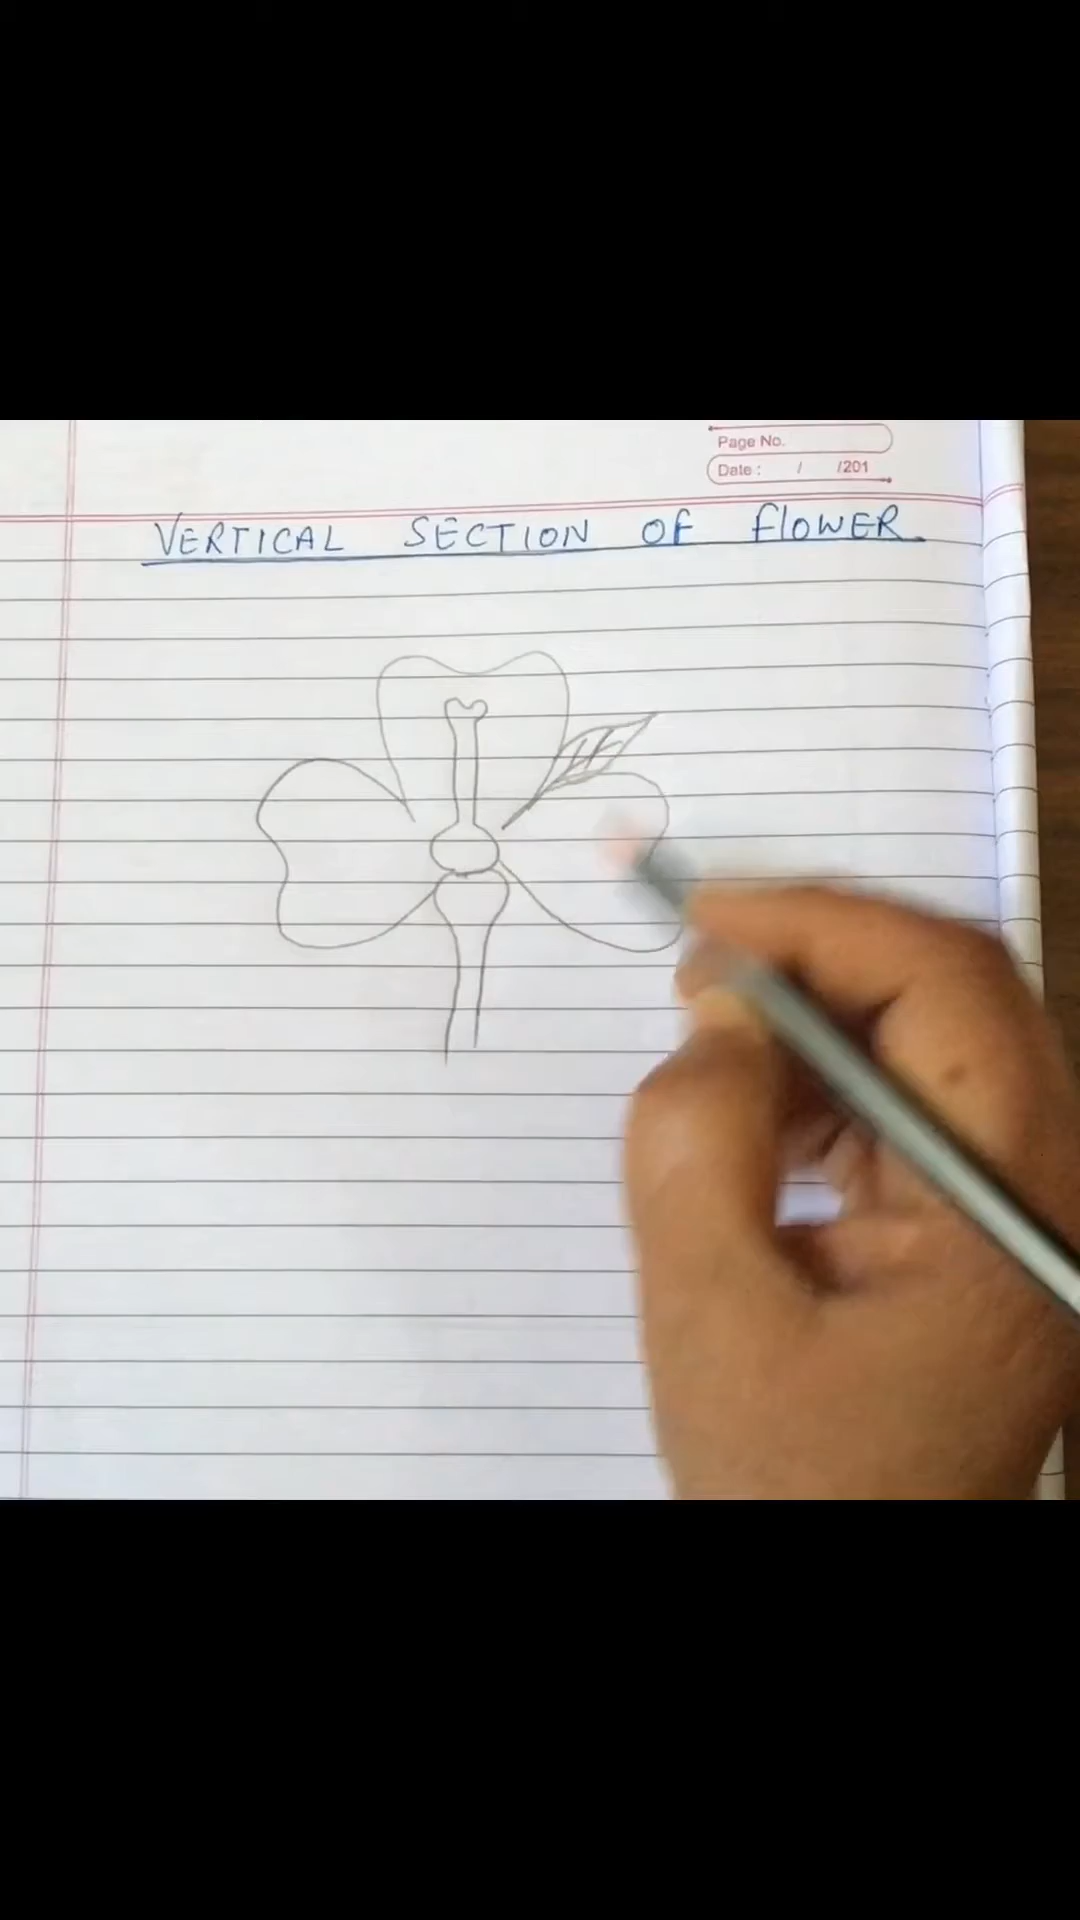 Page No.
Date : / /201
VERTICAL SECTION OF flOWER